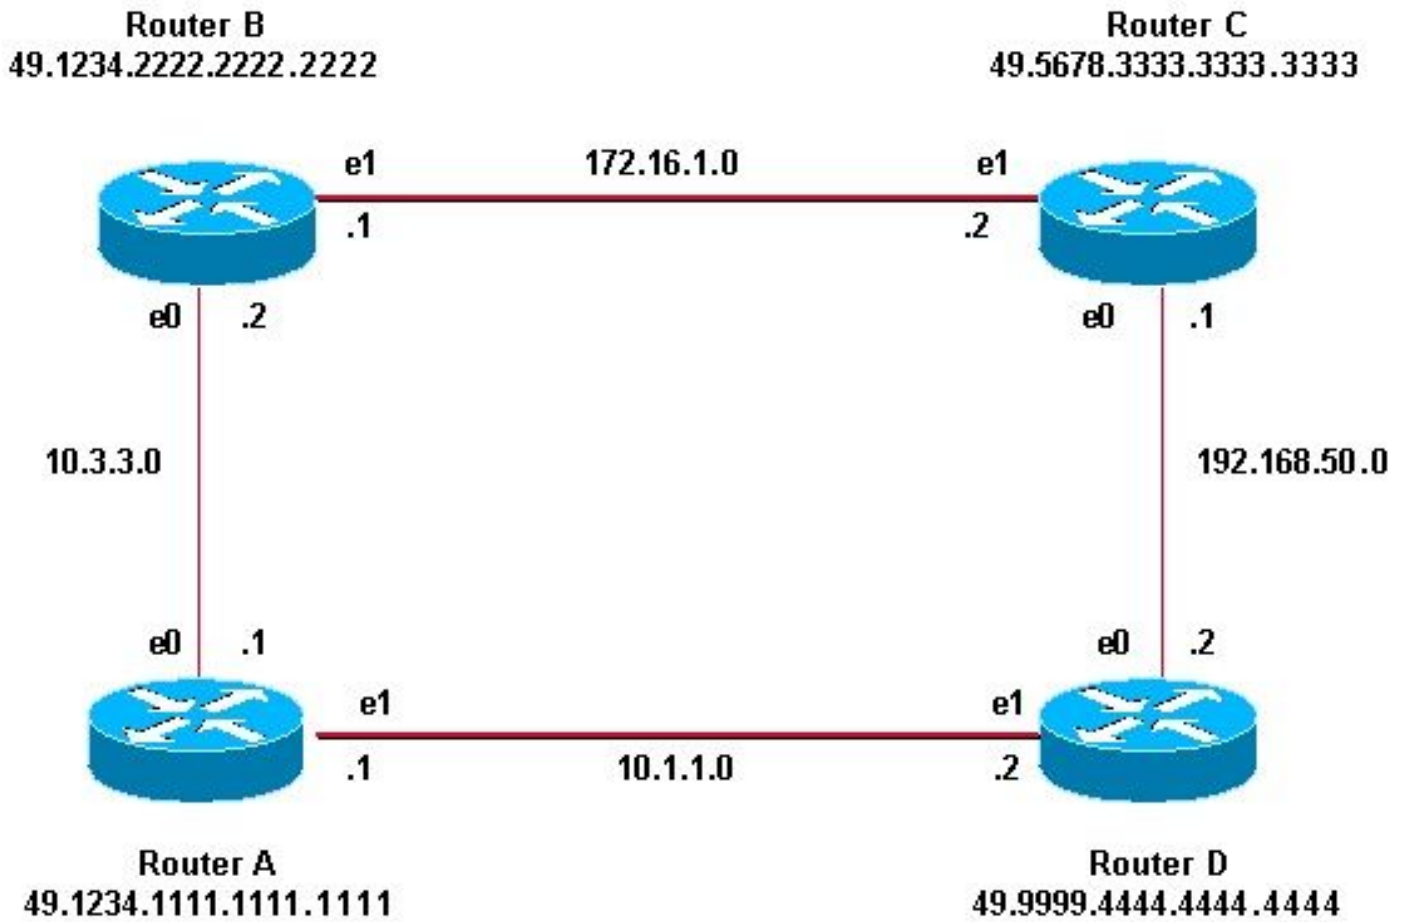 Router B
49.1234.2222.2222.2222
Router C
49.5678.3333.3333.3333
e1
172.16.1.0
e1
.1
.2
e0
.2
e0
.1
10.3.3.0
192.168.50.0
e0
.1
e0
.2
e1
e1
.1
10.1.1.0
.2
Router A
49.1234.1111.1111.1111
Router D
49.9999.4444.4444.4444